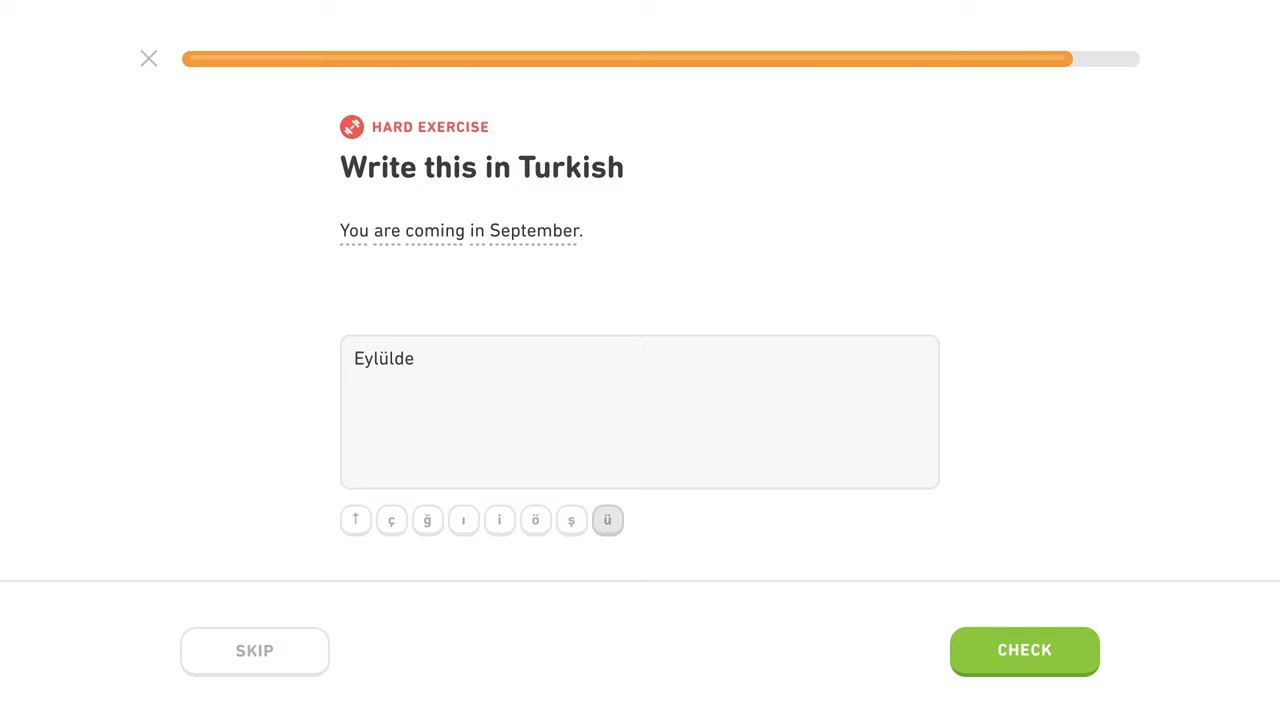 HARD EXERCISE
Write this in Turkish
You are coming in September.
Eylülde
↑ ç ğ ı i ö ş ü
SKIP
CHECK